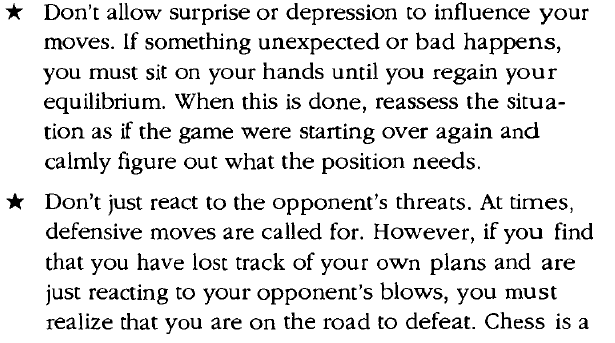 ★ Don't allow surprise or depression to influence your
moves. If something unexpected or bad happens,
you must sit on your hands until you regain your
equilibrium. When this is done, reassess the situa-
tion as if the game were starting over again and
calmly figure out what the position needs.
★ Don't just react to the opponent's threats. At times,
defensive moves are called for. However, if you find
that you have lost track of your own plans and are
just reacting to your opponent's blows, you must
realize that you are on the road to defeat. Chess is a